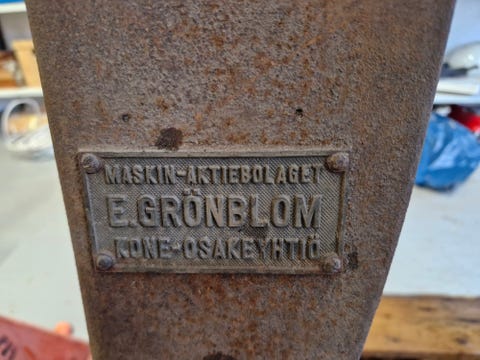 MASKIN-AKTIEBOLAGET
E.GRÖNBLOM
KONE-OSAKEYHTIÖ